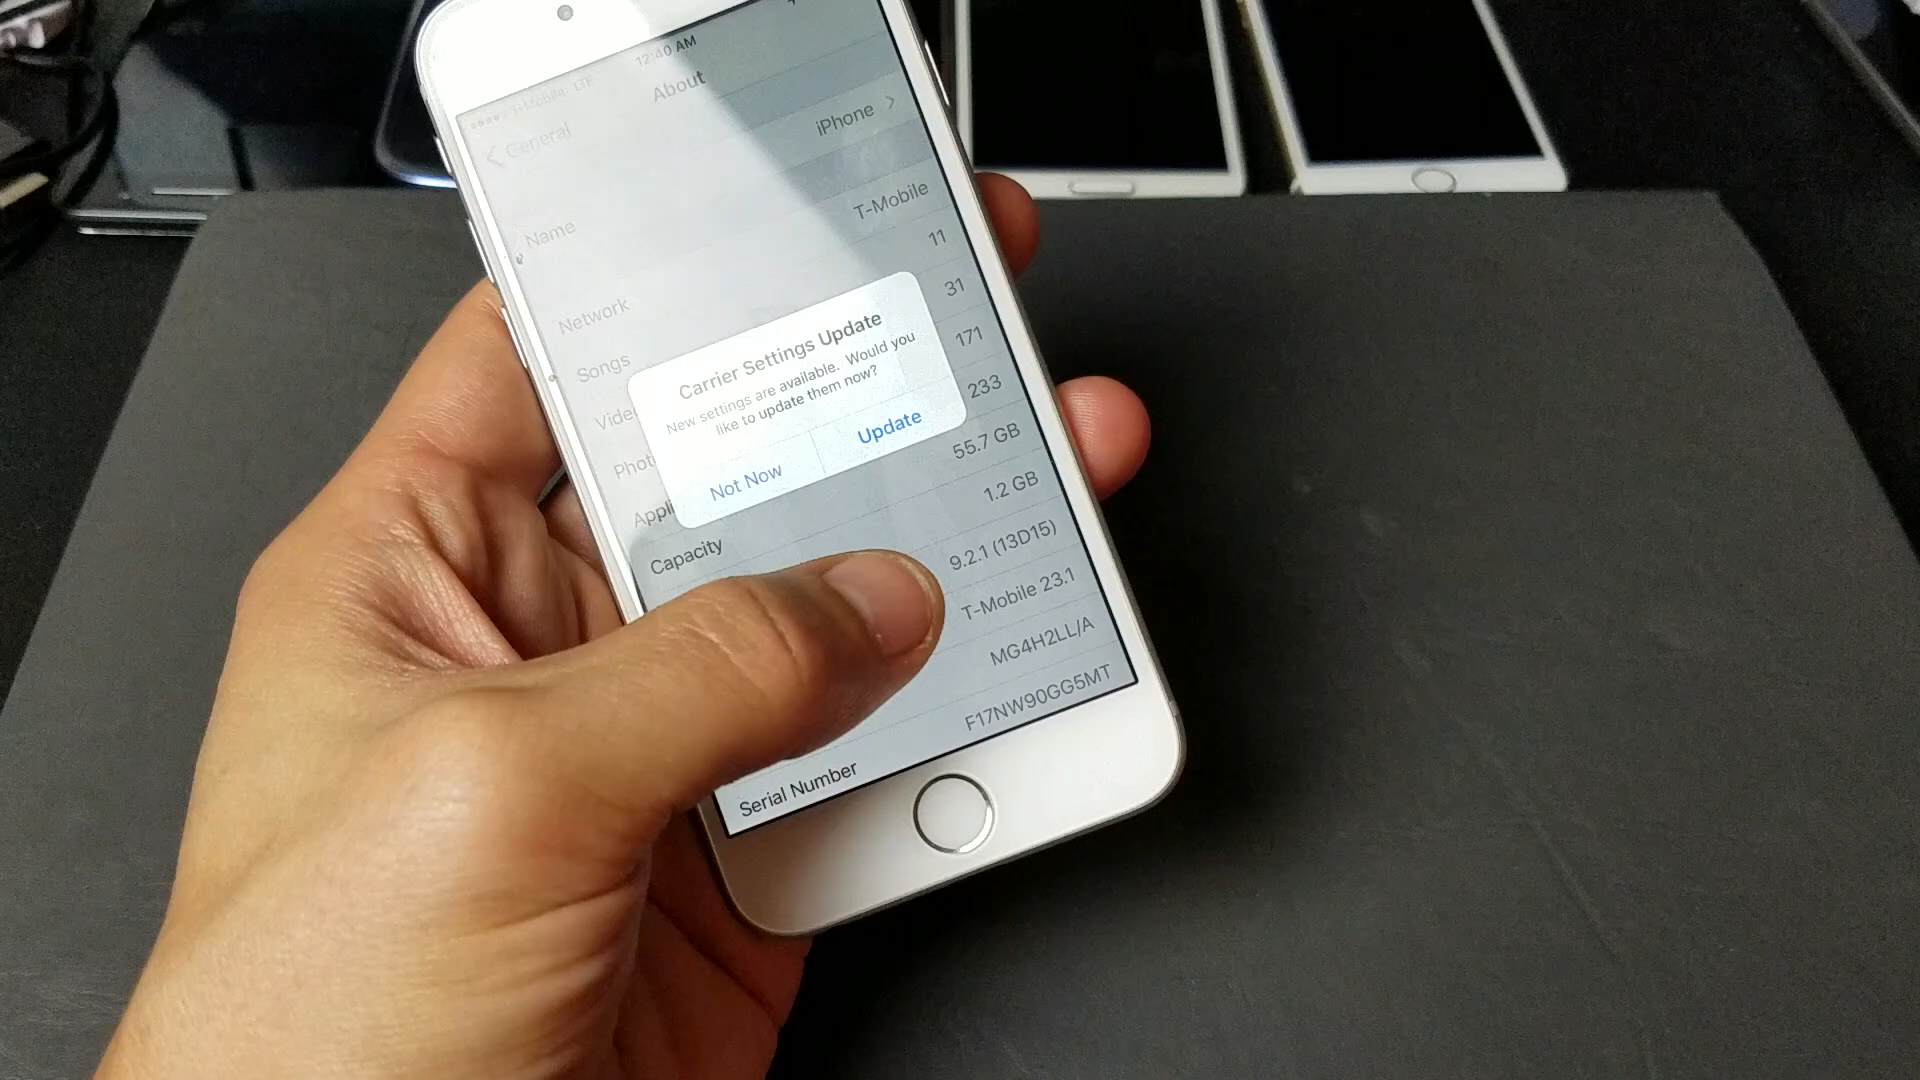 T-Mobile LTE 12:40 AM
General About
Name iPhone
Network T-Mobile
Songs 11
31
171
233
Capacity 55.7 GB
1.2 GB
9.2.1 (13D15)
T-Mobile 23.1
MG4H2LL/A
Serial Number F17NW90GG5MT
Carrier Settings Update
New settings are available. Would you
like to update them now?
Not Now Update